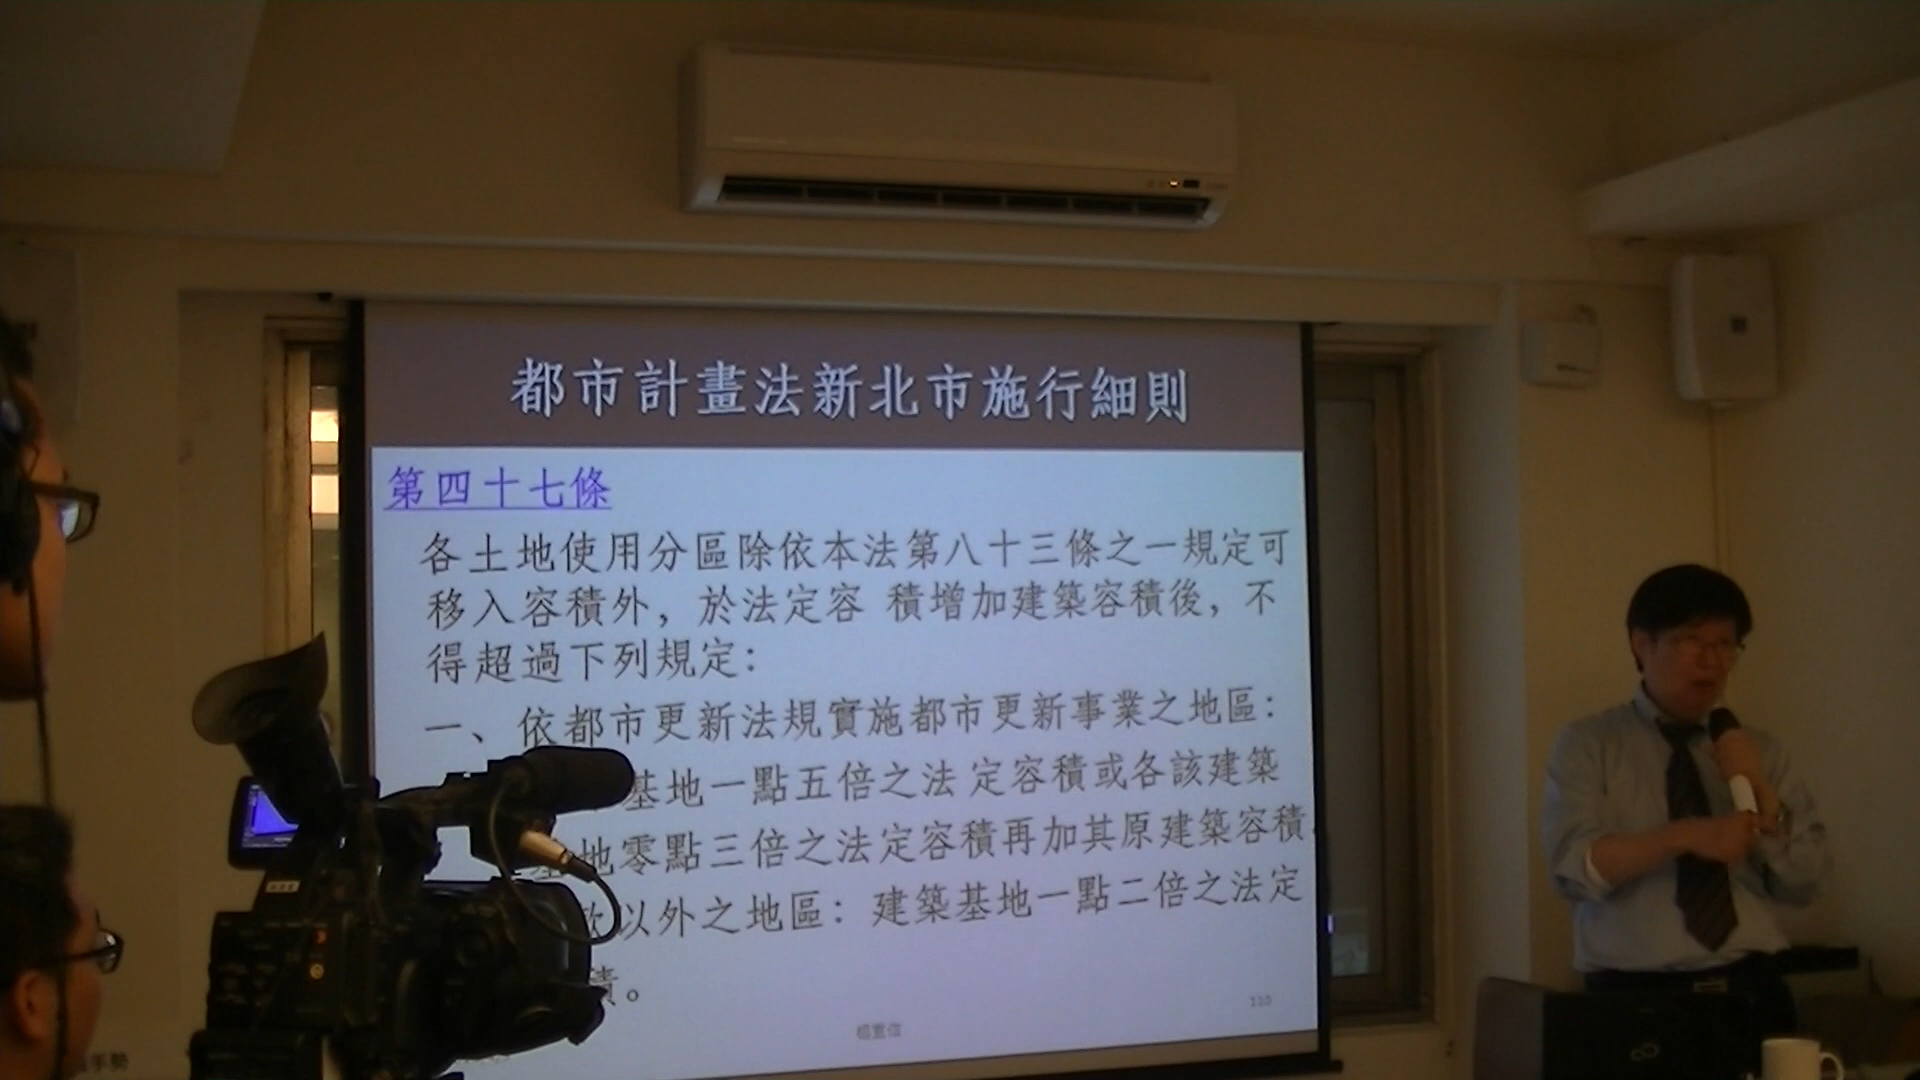 都市計畫法新北市施行細則
第四十七條
各土地使用分區除依本法第八十三條之一規定可
移入容積外，於法定容 積增加建築容積後，不
得超過下列規定：
一、依都市更新法規實施都市更新事業之地區：
基地一點五倍之法定容積或各該建築
基地零點三倍之法定容積再加其原建築容積
款以外之地區：建築基地一點二倍之法定
積。
110
手勢